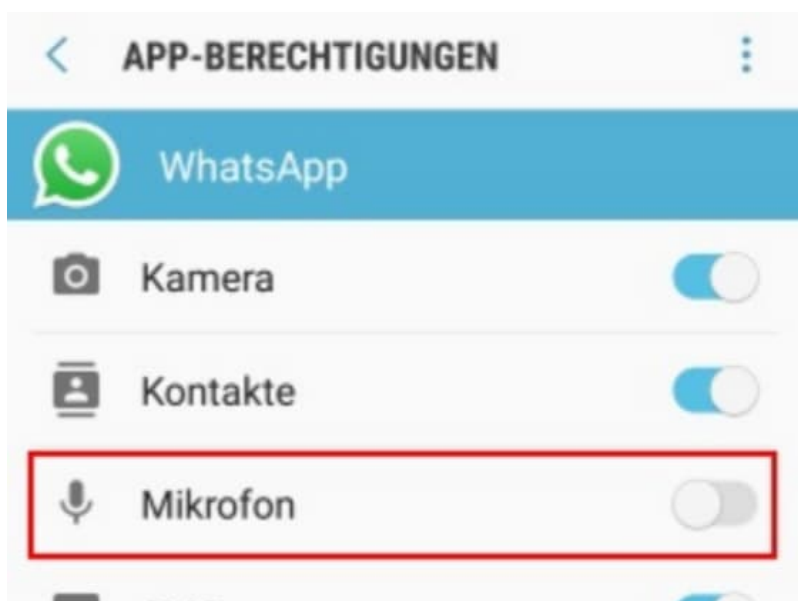 APP-BERECHTIGUNGEN
WhatsApp
Kamera
Kontakte
Mikrofon